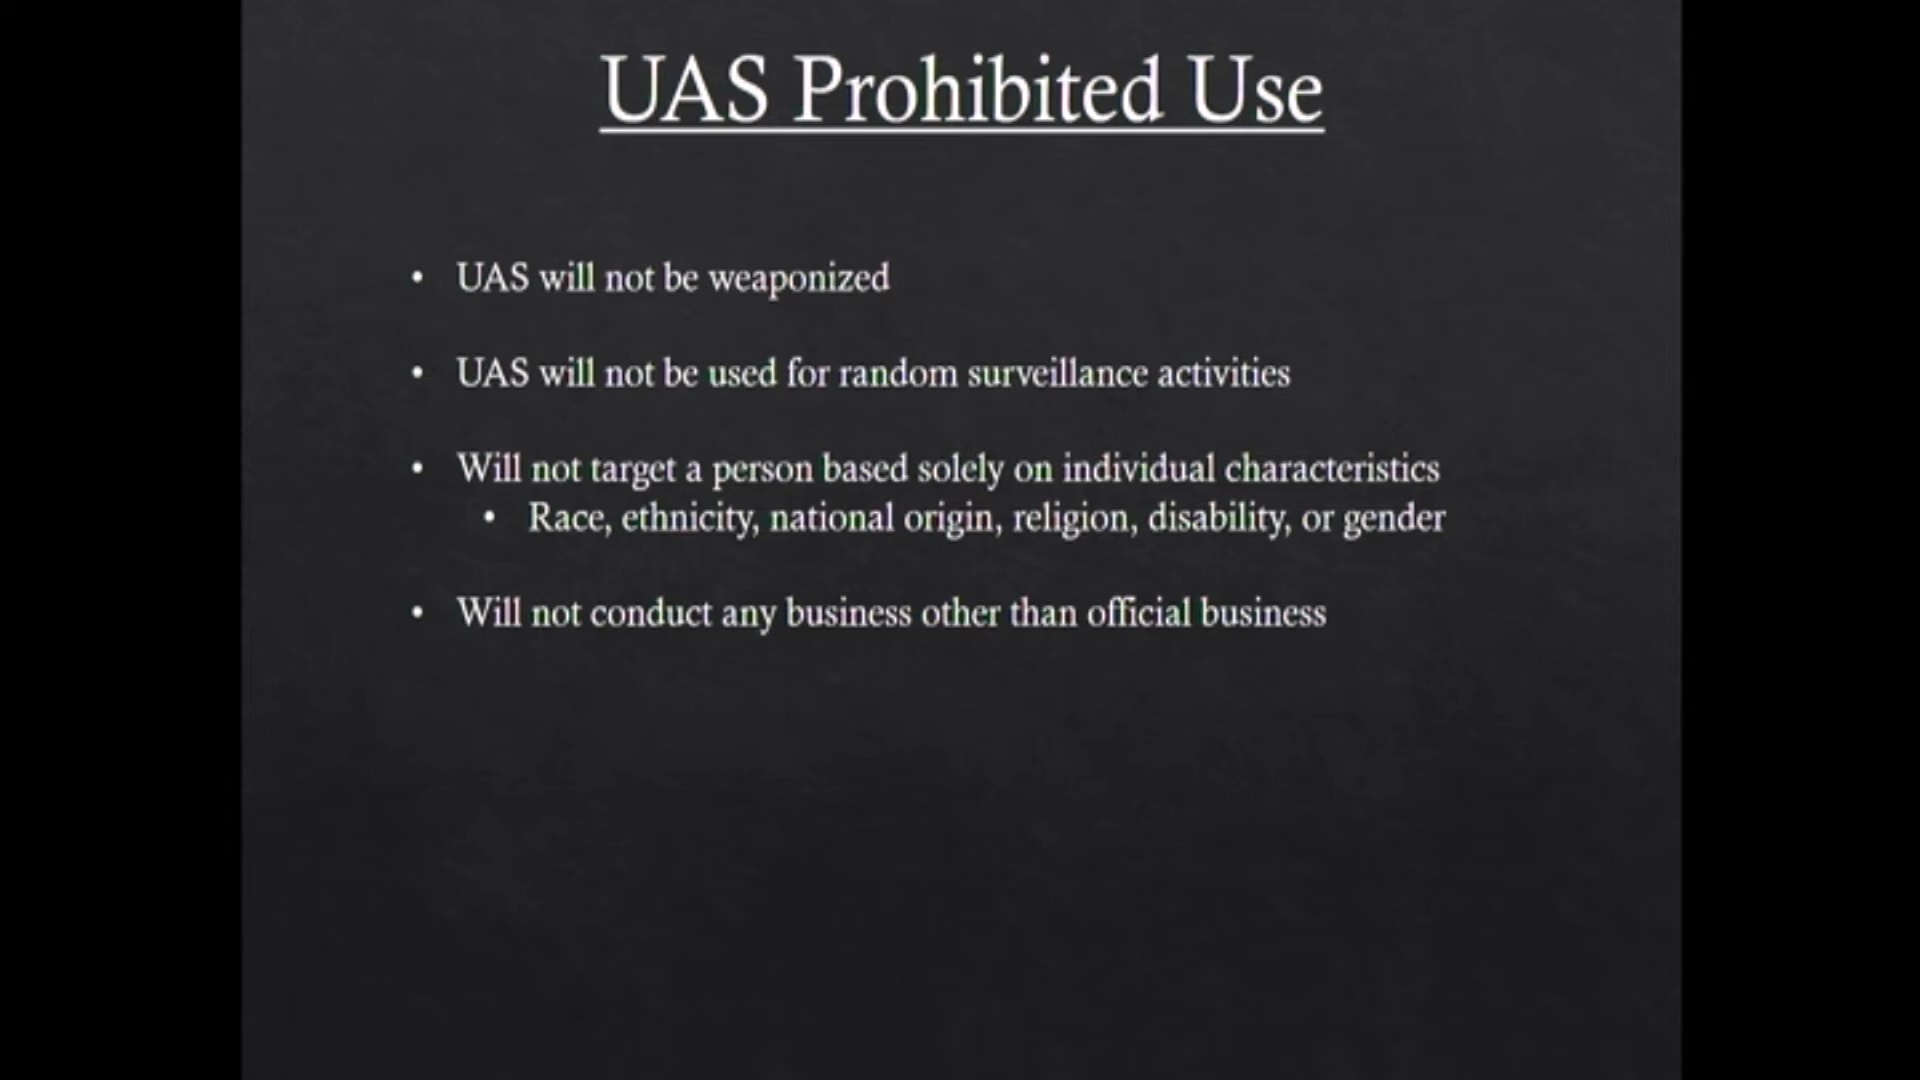 UAS Prohibited Use
• UAS will not be weaponized
• UAS will not be used for random surveillance activities
• Will not target a person based solely on individual characteristics
• Race, ethnicity, national origin, religion, disability, or gender
• Will not conduct any business other than official business